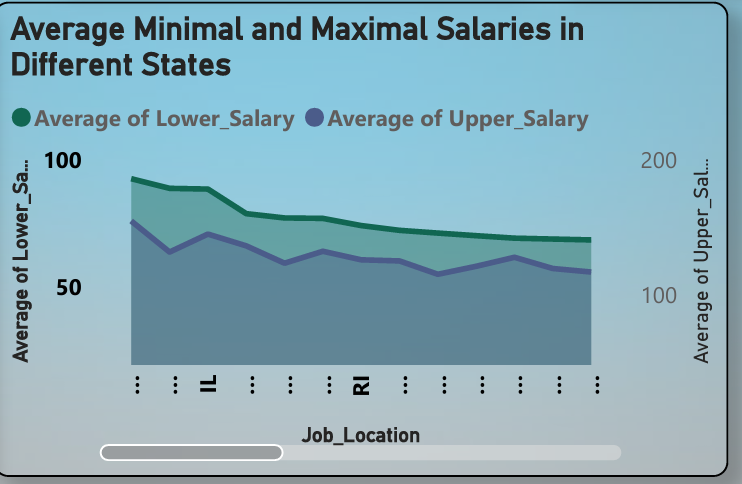 Average Minimal and Maximal Salaries in
Different States
Average of Lower_Salary Average of Upper_Salary
Average of Lower_Sa...
100
50
200
100
Average of Upper_Sal...
... ... IL ... ... ... RI ... ... ... ... ... ...
Job_Location